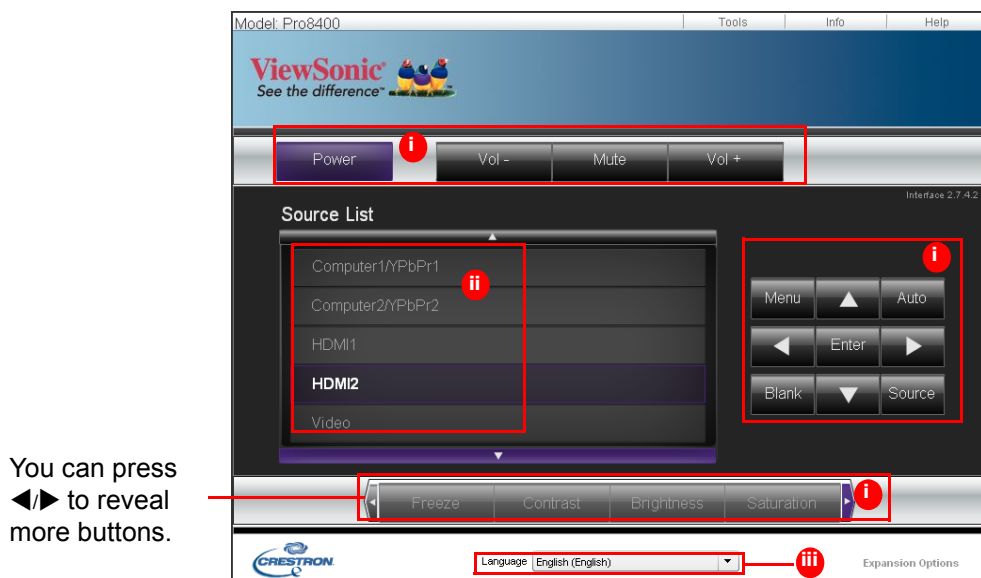 Model: Pro8400
Tools Info Help
ViewSonic®
See the difference™
i
Power Vol - Mute Vol +
Interface 2.7.4.2
Source List
i
Computer1/YPbPr1
ii
Computer2/YPbPr2
Menu Auto
HDMI1
Enter
HDMI2
Blank Source
Video
You can press
◀/▶ to reveal
more buttons.
Freeze Contrast Brightness Saturation
i
CRESTRON
Language English (English)
iii
Expansion Options